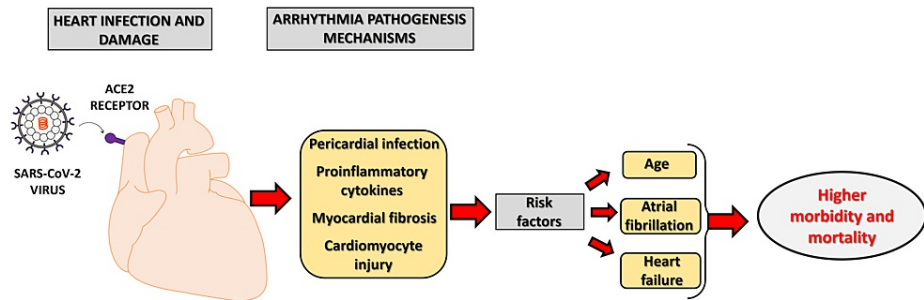 HEART INFECTION AND
DAMAGE
ARRHYTHMIA PATHOGENESIS
MECHANISMS
ACE2
RECEPTOR
SARS-CoV-2
VIRUS
Pericardial infection
Proinflammatory
cytokines
Myocardial fibrosis
Cardiomyocyte
injury
Risk
factors
Age
Atrial
fibrillation
Heart
failure
Higher
morbidity and
mortality